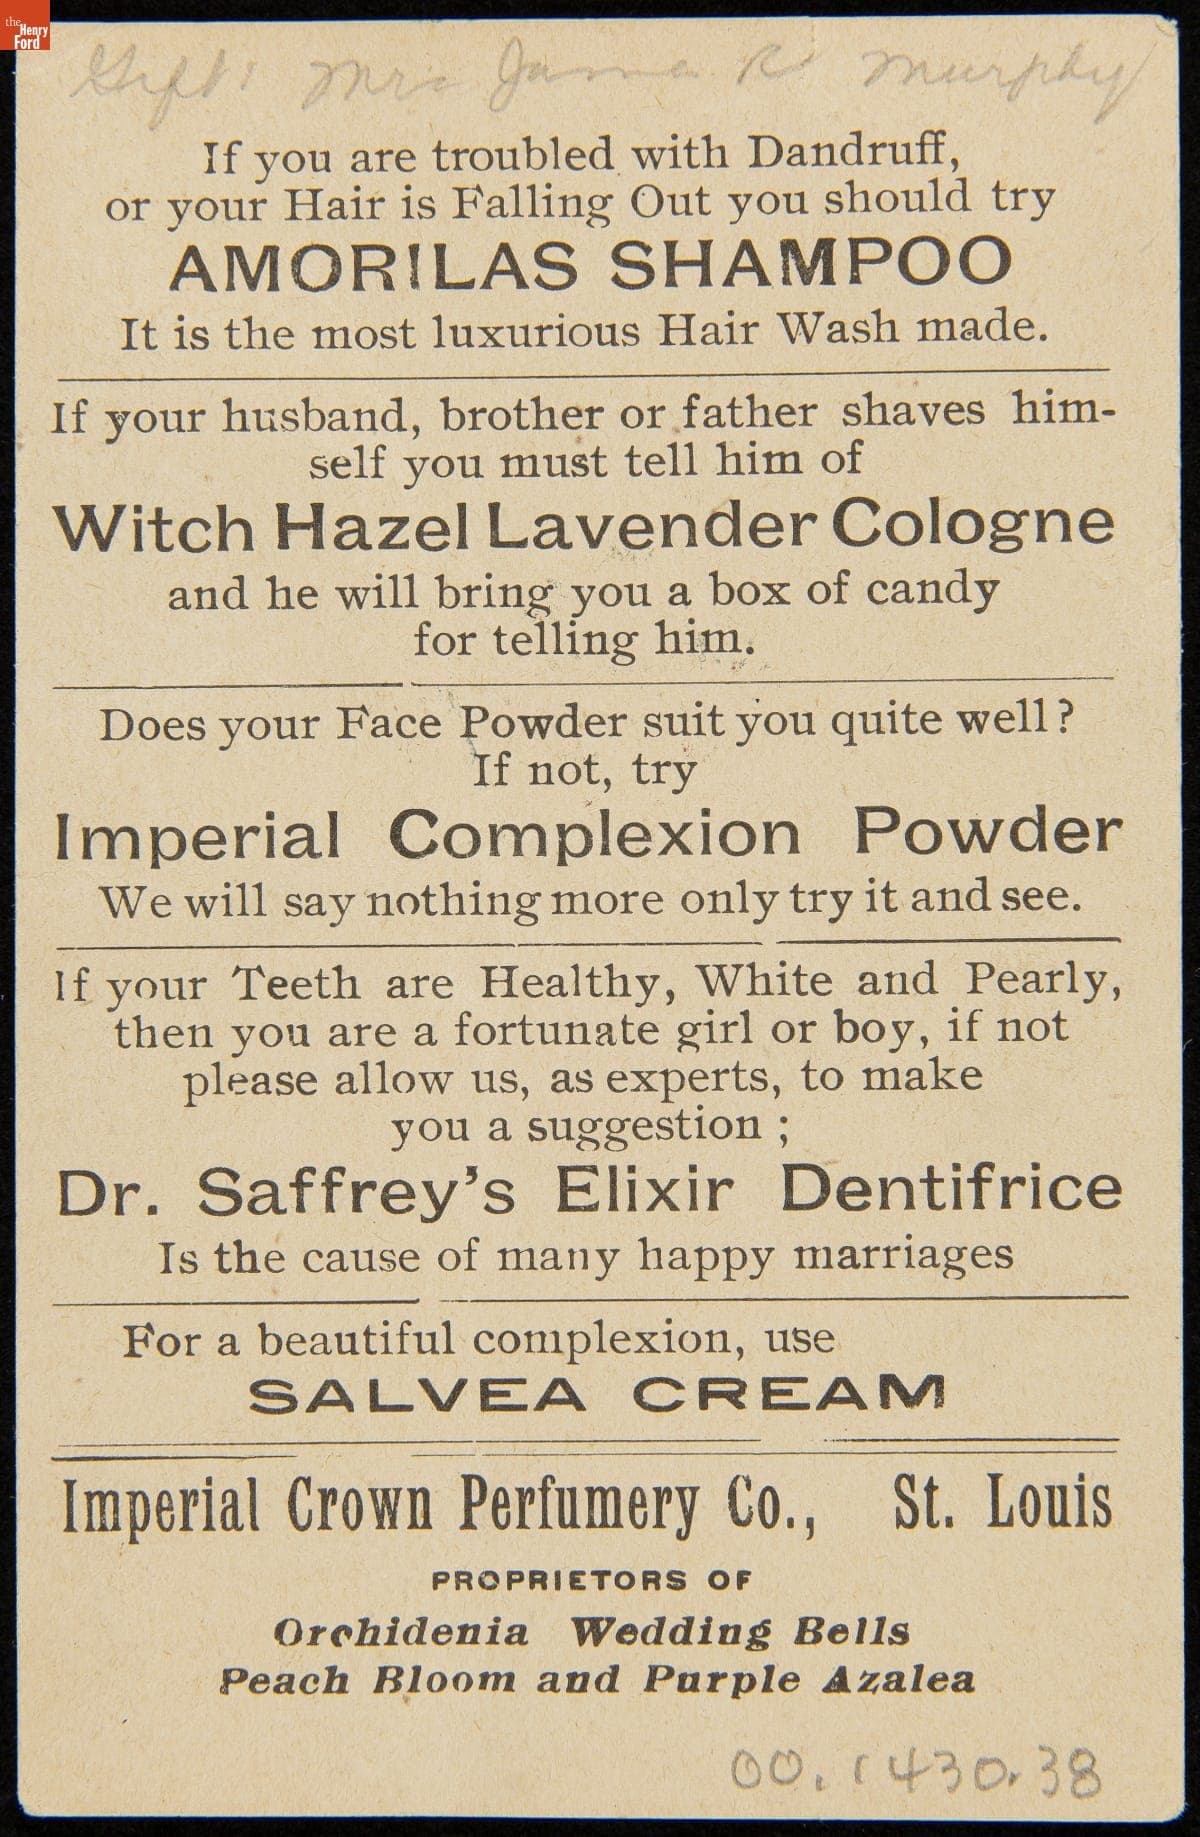 the
Henry
Ford
Gift: Mrs James R Murphy
If you are troubled with Dandruff,
or your Hair is Falling Out you should try
AMORILAS SHAMPOO
It is the most luxurious Hair Wash made.
If your husband, brother or father shaves him-
self you must tell him of
Witch Hazel Lavender Cologne
and he will bring you a box of candy
for telling him.
Does your Face Powder suit you quite well?
If not, try
Imperial Complexion Powder
We will say nothing more only try it and see.
If your Teeth are Healthy, White and Pearly,
then you are a fortunate girl or boy, if not
please allow us, as experts, to make
you a suggestion ;
Dr. Saffrey's Elixir Dentifrice
Is the cause of many happy marriages
For a beautiful complexion, use
SALVEA CREAM
Imperial Crown Perfumery Co., St. Louis
PROPRIETORS OF
Orchidenia Wedding Bells
Peach Bloom and Purple Azalea
00.1430.38